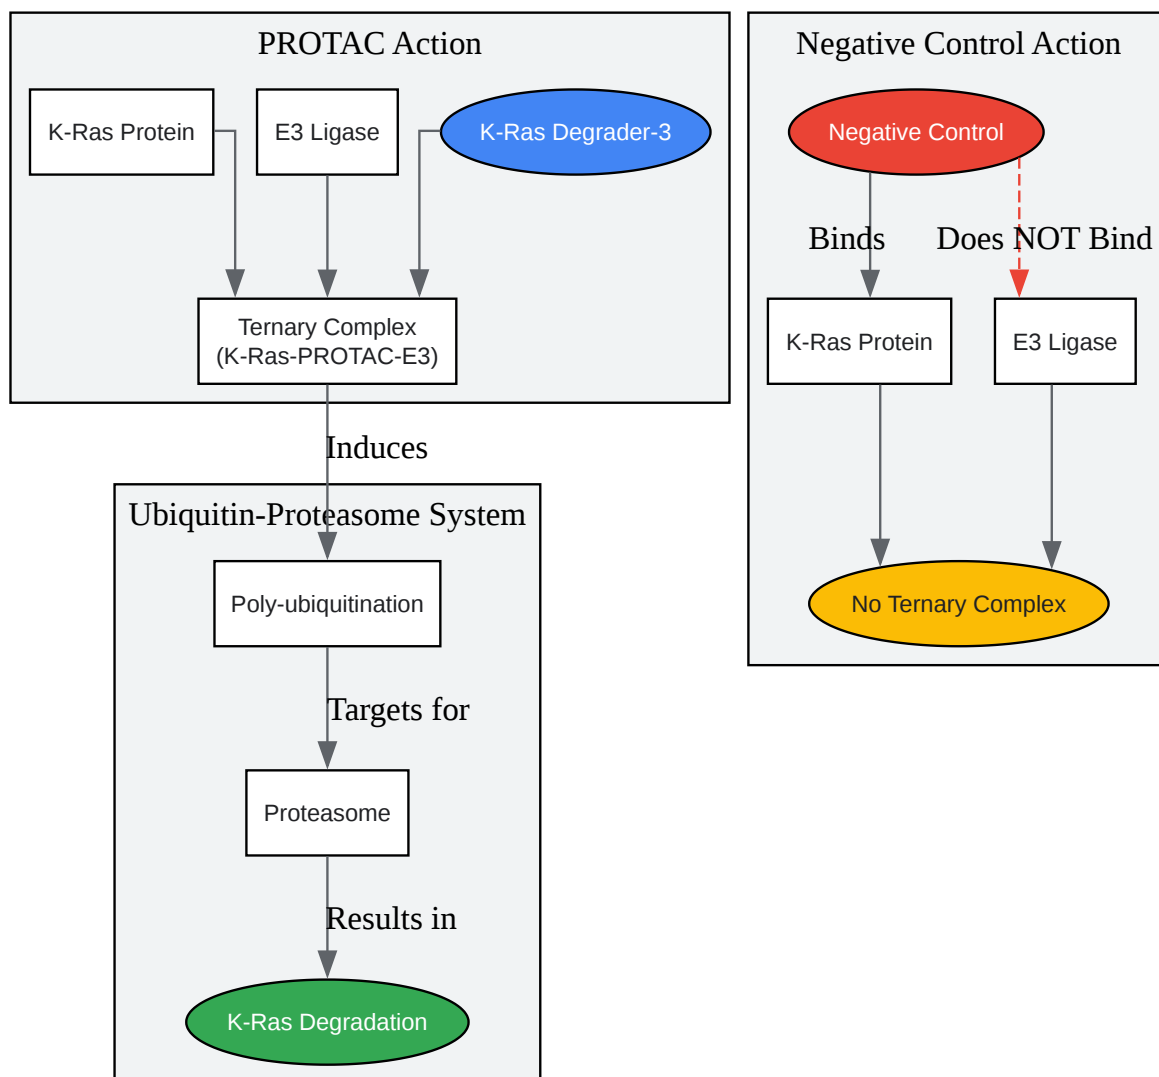 PROTAC Action
K-Ras Protein
E3 Ligase
K-Ras Degrader-3
Ternary Complex
(K-Ras-PROTAC-E3)
Induces
Ubiquitin-Proteasome System
Poly-ubiquitination
Targets for
Proteasome
Results in
K-Ras Degradation
Negative Control Action
Negative Control
Binds
Does NOT Bind
K-Ras Protein
E3 Ligase
No Ternary Complex